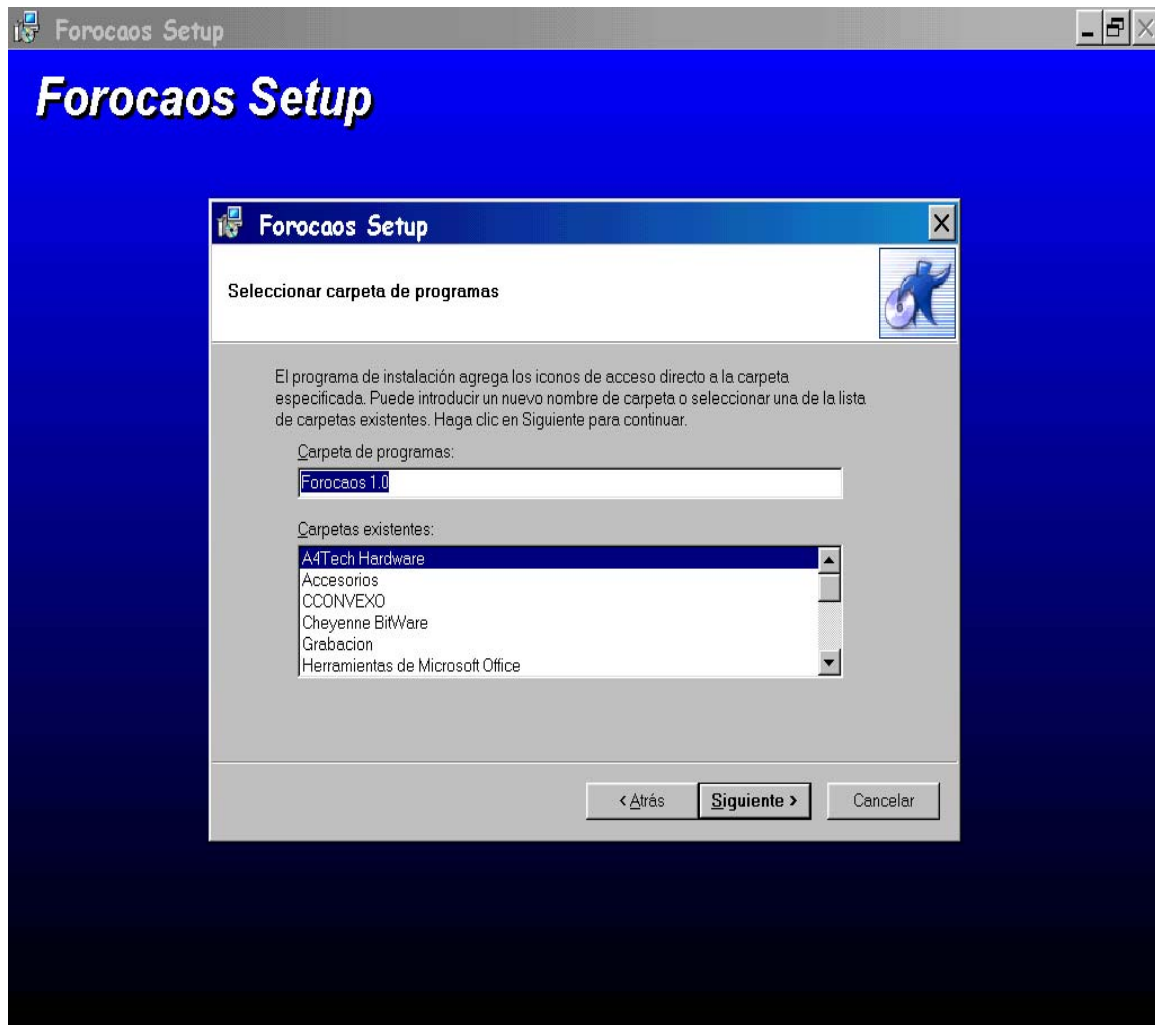 Forocaos Setup
Forocaos Setup
Forocaos Setup
Seleccionar carpeta de programas
El programa de instalación agrega los iconos de acceso directo a la carpeta
especificada. Puede introducir un nuevo nombre de carpeta o seleccionar una de la lista
de carpetas existentes. Haga clic en Siguiente para continuar.
Carpeta de programas:
Forocaos 1.0
Carpetas existentes:
A4Tech Hardware
Accesorios
CCONVEXO
Cheyenne BitWare
Grabacion
Herramientas de Microsoft Office
< Atrás
Siguiente >
Cancelar